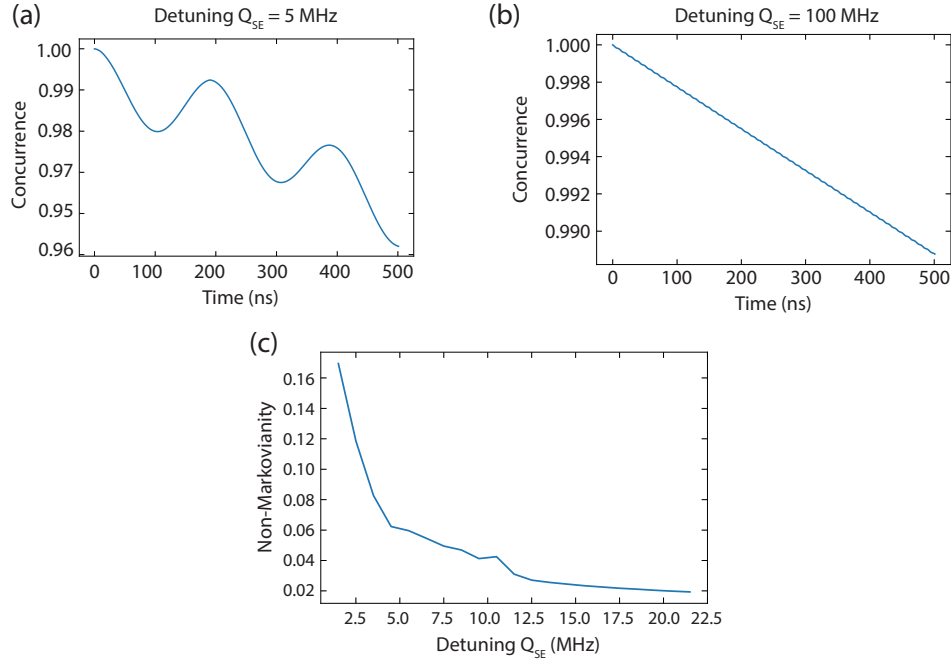 (a)
Detuning Q_SE = 5 MHz
1.00
0.99
0.98
0.97
0.95
0.96
Concurrence
0 100 200 300 400 500
Time (ns)
(b)
Detuning Q_SE = 100 MHz
1.000
0.998
0.996
0.994
0.992
0.990
Concurrence
0 100 200 300 400 500
Time (ns)
(c)
0.16
0.14
0.12
0.10
0.08
0.06
0.04
0.02
Non-Markovianity
2.5 5.0 7.5 10.0 12.5 15.0 17.5 20.0 22.5
Detuning Q_SE (MHz)